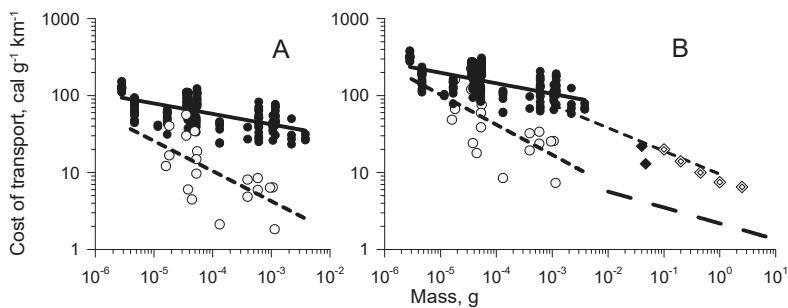 Cost of transport, cal g⁻¹ km⁻¹
1000
100
10
1
A
10⁻⁶ 10⁻⁵ 10⁻⁴ 10⁻³ 10⁻²
1000
100
10
1
B
10⁻⁶ 10⁻⁵ 10⁻⁴ 10⁻³ 10⁻² 10⁻¹ 10⁰ 10¹
Mass, g